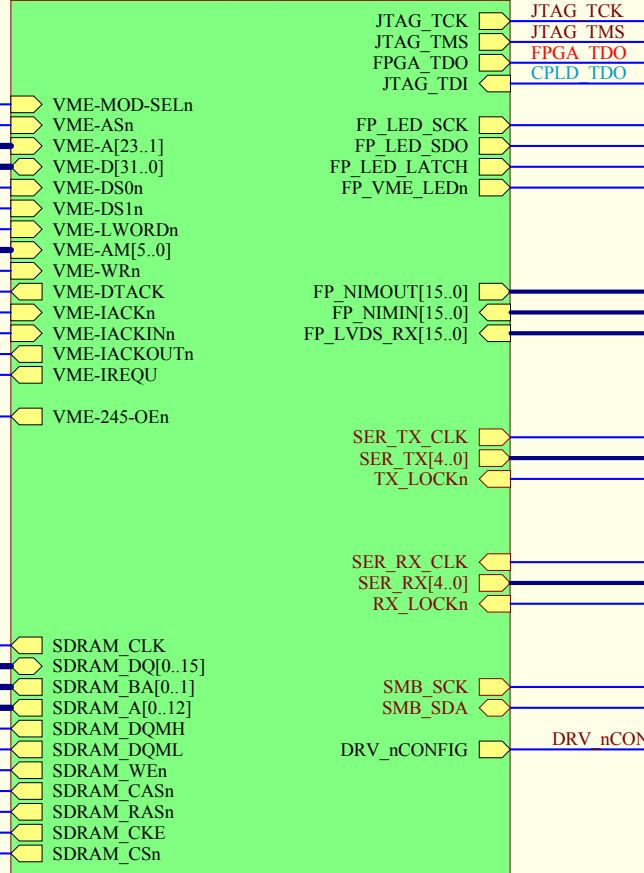 JTAG_TCK JTAG_TCK
JTAG_TMS JTAG_TMS
FPGA_TDO FPGA_TDO
JTAG_TDI CPLD_TDO
VME-MOD-SELn
VME-ASn FP_LED_SCK
VME-A[23..1] FP_LED_SDO
VME-D[31..0] FP_LED_LATCH
VME-DS0n FP_VME_LEDn
VME-DS1n
VME-LWORDn
VME-AM[5..0]
VME-WRn
VME-DTACK FP_NIMOUT[15..0]
VME-IACKn FP_NIMIN[15..0]
VME-IACKINn FP_LVDS_RX[15..0]
VME-IACKOUTn
VME-IREQU
VME-245-OEn
SER_TX_CLK
SER_TX[4..0]
TX_LOCKn
SER_RX_CLK
SER_RX[4..0]
RX_LOCKn
SDRAM_CLK
SDRAM_DQ[0..15]
SDRAM_BA[0..1] SMB_SCK
SDRAM_A[0..12] SMB_SDA
SDRAM_DQMH
SDRAM_DQML DRV_nCONFIG DRV_nCON
SDRAM_WEn
SDRAM_CASn
SDRAM_RASn
SDRAM_CKE
SDRAM_CSn